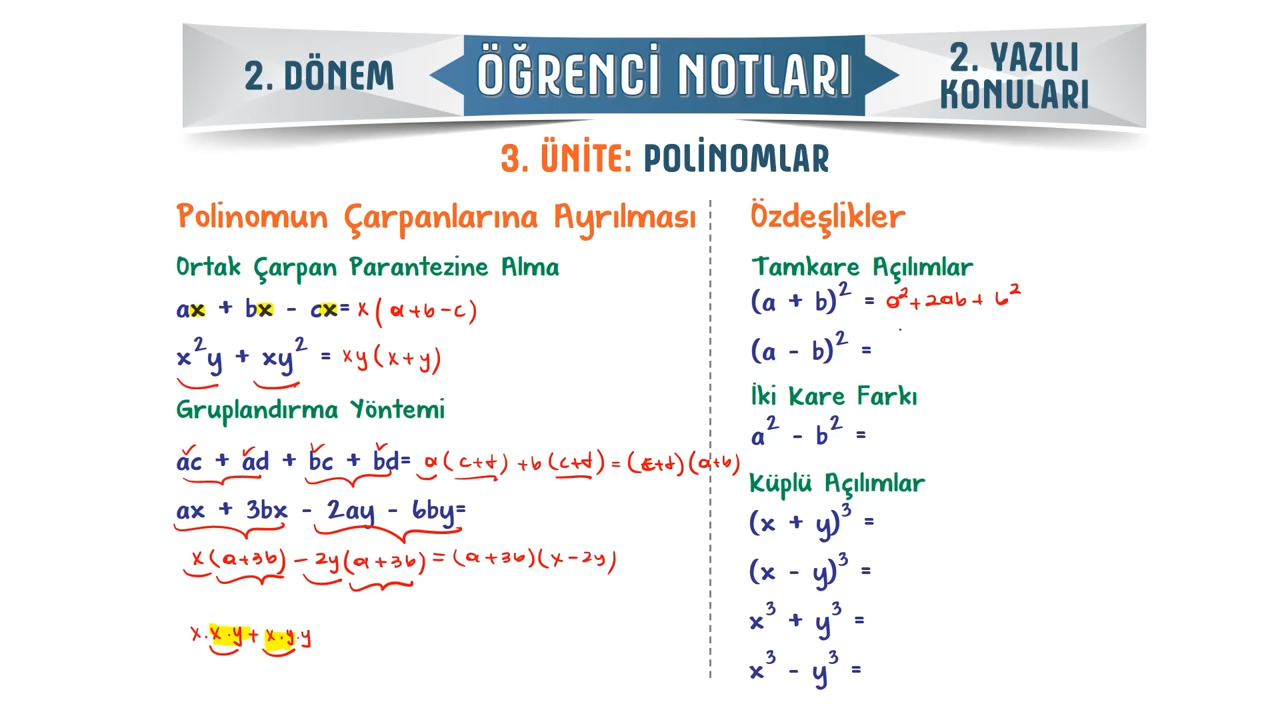 2. DÖNEM
ÖĞRENCİ NOTLARI
2. YAZILI
KONULARI
3. ÜNİTE: POLİNOMLAR
Polinomun Çarpanlarına Ayrılması
Ortak Çarpan Parantezine Alma
ax + bx - cx= x(a+b-c)
x²y + xy² = xy(x+y)
Gruplandırma Yöntemi
ac + ad + bc + bd= a(c+d)+b(c+d)=(c+d)(a+b)
ax + 3bx - 2ay - 6by=
x(a+3b)-2y(a+3b)=(a+3b)(x-2y)
x.x.y+x.y.y
Özdeşlikler
Tamkare Açılımlar
(a + b)² = a²+2ab+b²
(a - b)² =
İki Kare Farkı
a² - b² =
Küplü Açılımlar
(x + y)³ =
(x - y)³ =
x³ + y³ =
x³ - y³ =